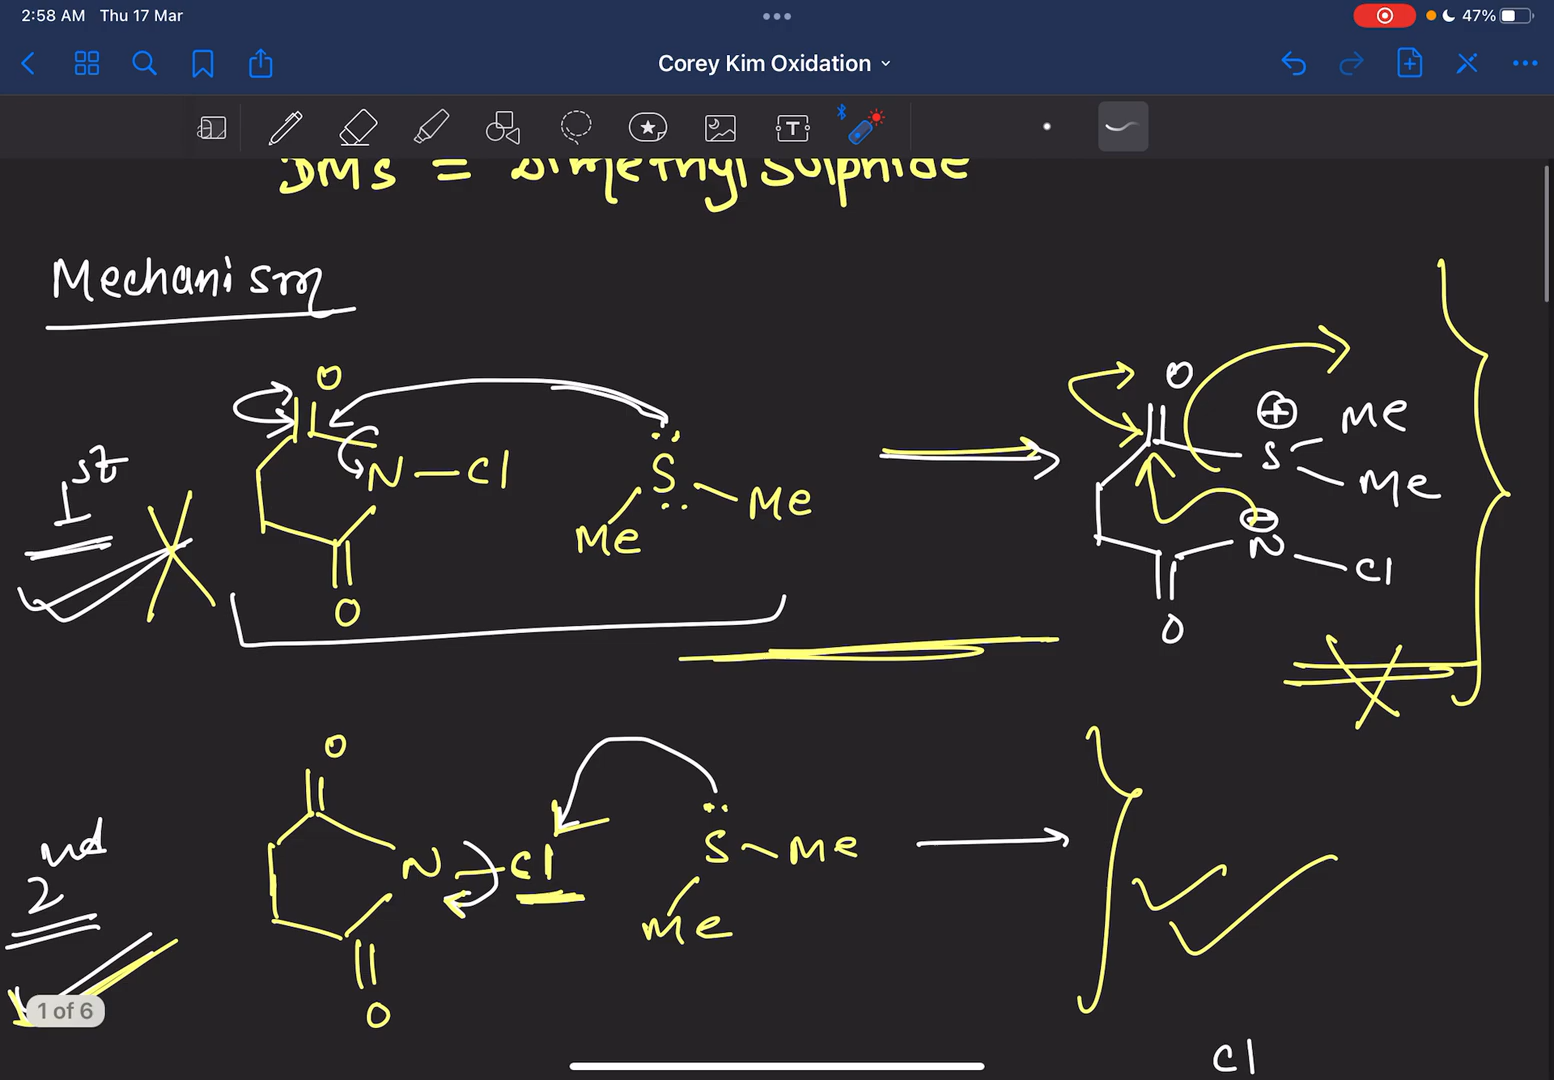 2:58 AM Thu 17 Mar
47%
Corey Kim Oxidation
T
DMS = Dimethyl Sulphide
Mechanism
1st
O
N — Cl
O
S
Me
Me
O
⊕
S
Me
Me
⊖
N
Cl
O
2nd
O
N — Cl
O
S
Me
Me
1 of 6
Cl